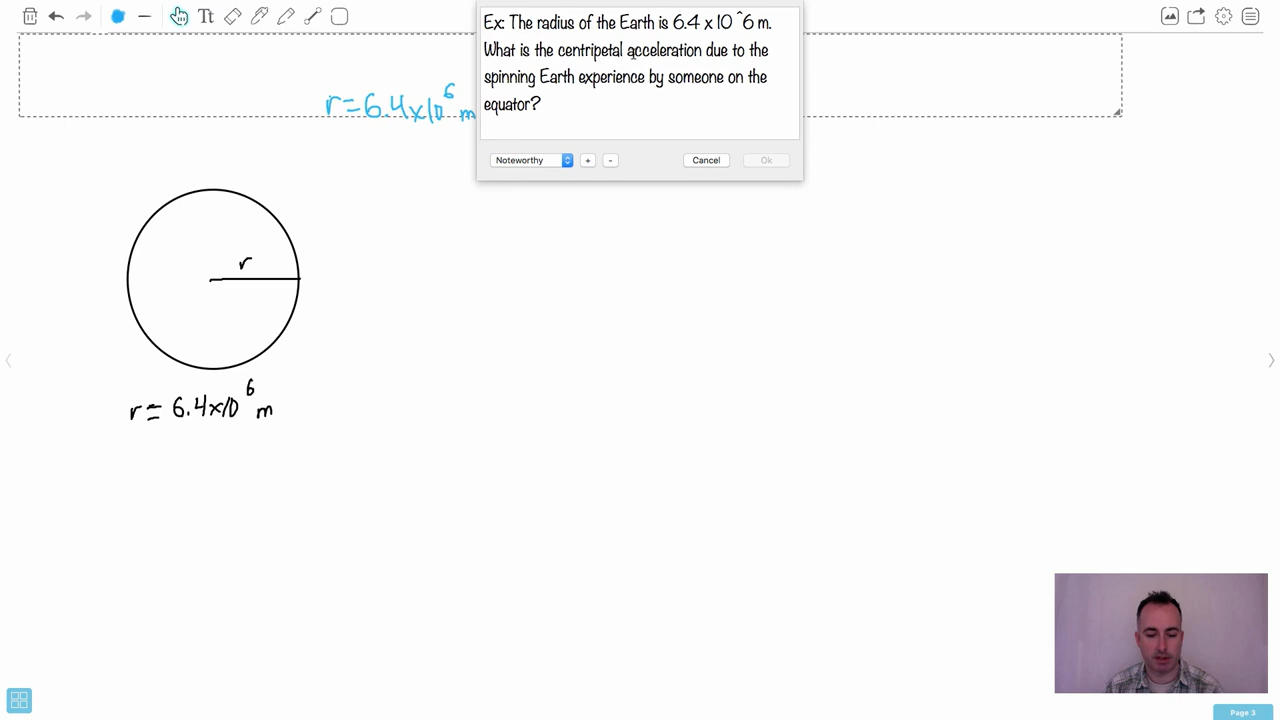 Tt
Ex: The radius of the Earth is 6.4 x 10^6 m.
What is the centripetal acceleration due to the
spinning Earth experience by someone on the
equator?
r=6.4x10⁶ m
Noteworthy + - Cancel Ok
r
r= 6.4x10⁶ m
Page 3